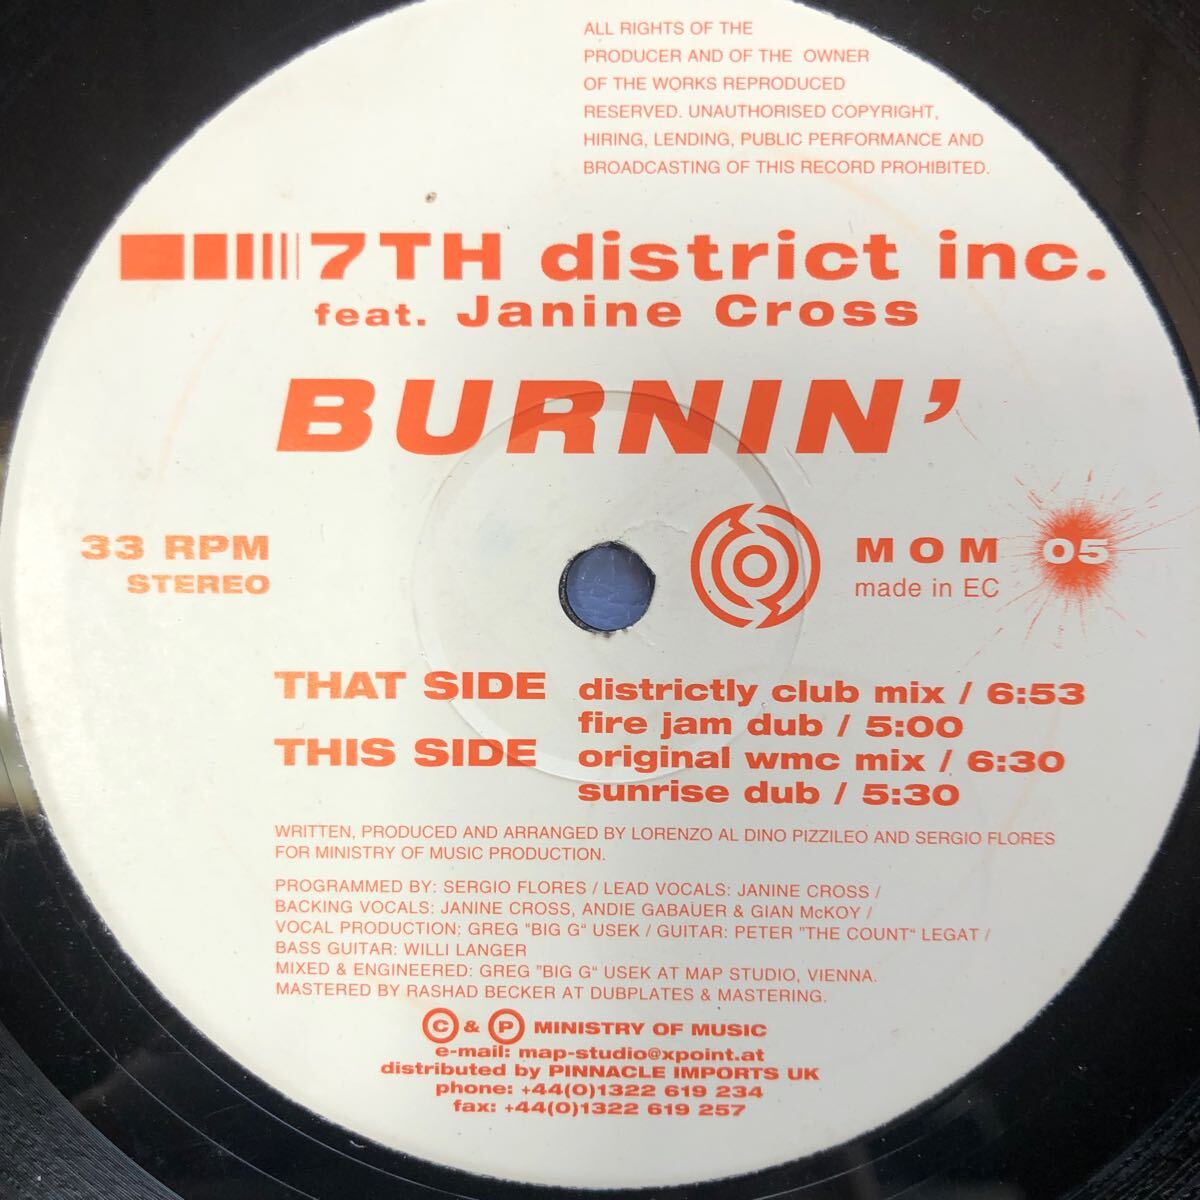 ALL RIGHTS OF THE
PRODUCER AND OF THE OWNER
OF THE WORKS REPRODUCED
RESERVED. UNAUTHORISED COPYRIGHT,
HIRING, LENDING, PUBLIC PERFORMANCE AND
BROADCASTING OF THIS RECORD PROHIBITED.
7TH district inc.
feat. Janine Cross
BURNIN’
33 RPM
STEREO
MOM 05
made in EC
THAT SIDE districtly club mix / 6:53
fire jam dub / 5:00
THIS SIDE original wmc mix / 6:30
sunrise dub / 5:30
WRITTEN, PRODUCED AND ARRANGED BY LORENZO AL DINO PIZZILEO AND SERGIO FLORES
FOR MINISTRY OF MUSIC PRODUCTION.
PROGRAMMED BY: SERGIO FLORES / LEAD VOCALS: JANINE CROSS /
BACKING VOCALS: JANINE CROSS, ANDIE GABAUER & GIAN McKOY /
VOCAL PRODUCTION: GREG "BIG G“ USEK / GUITAR: PETER "THE COUNT“ LEGAT /
BASS GUITAR: WILLI LANGER
MIXED & ENGINEERED: GREG "BIG G“ USEK AT MAP STUDIO, VIENNA.
MASTERED BY RASHAD BECKER AT DUBPLATES & MASTERING.
© & ℗ MINISTRY OF MUSIC
e-mail: map-studio@xpoint.at
distributed by PINNACLE IMPORTS UK
phone: +44(0)1322 619 234
fax: +44(0)1322 619 257